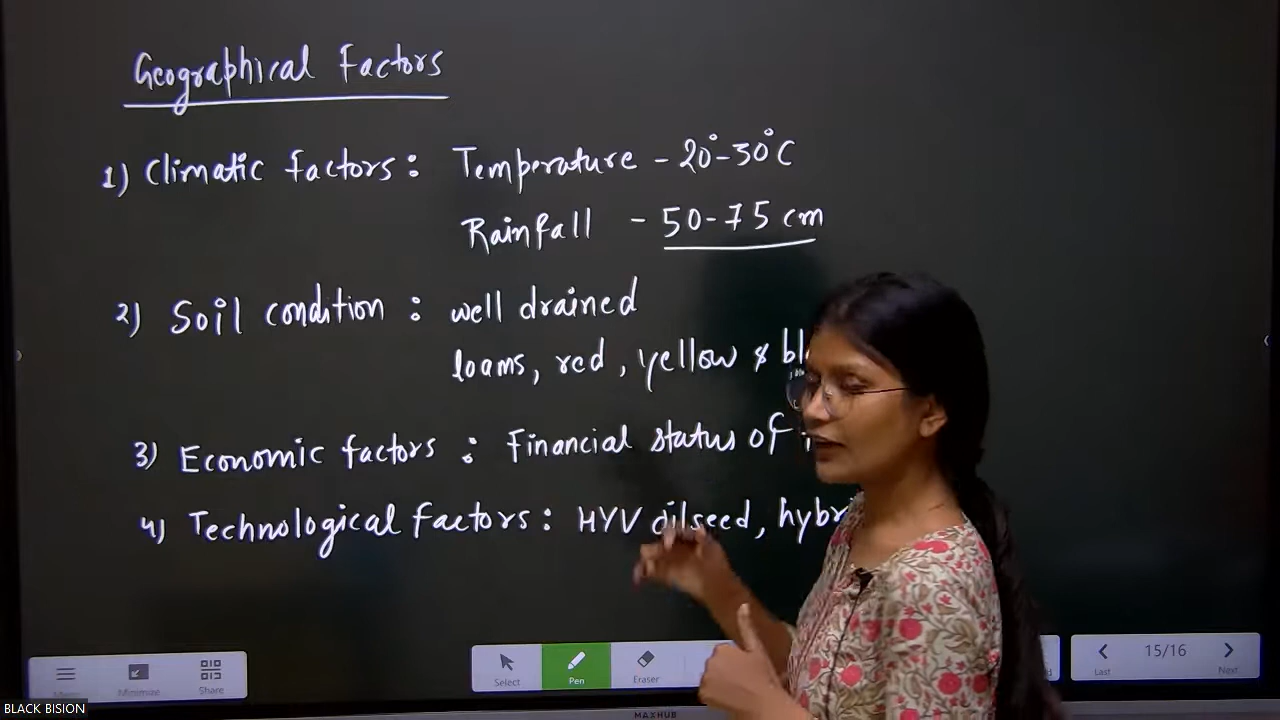 Geographical Factors
1) Climatic factors : Temperature - 20°-30°C
Rainfall - 50-75 cm
2) Soil condition : well drained
loams, red, yellow &
3) Economic factors : Financial status of
4) Technological factors : HYV oilseed,
Minimize
Share
Select
Pen
Eraser
Last
15/16
Next
BLACK BISION
MAXHUB